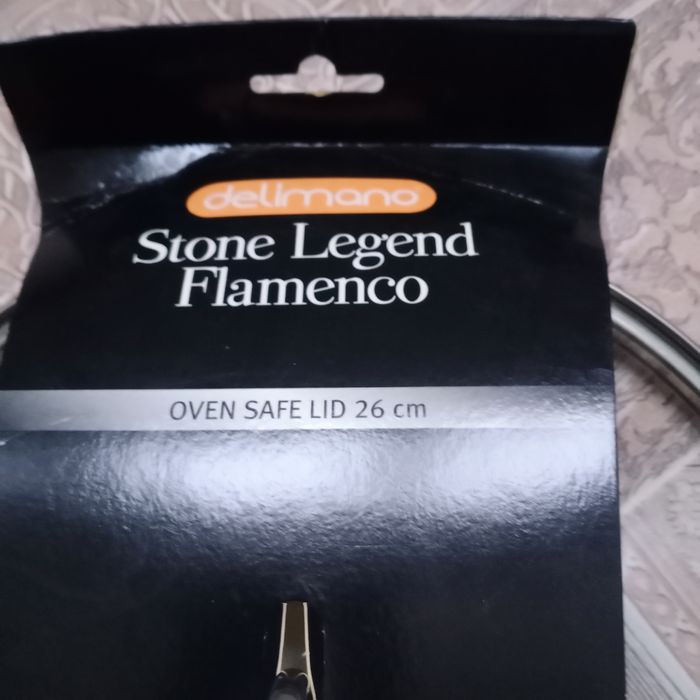 delimano
Stone Legend
Flamenco
OVEN SAFE LID 26 cm